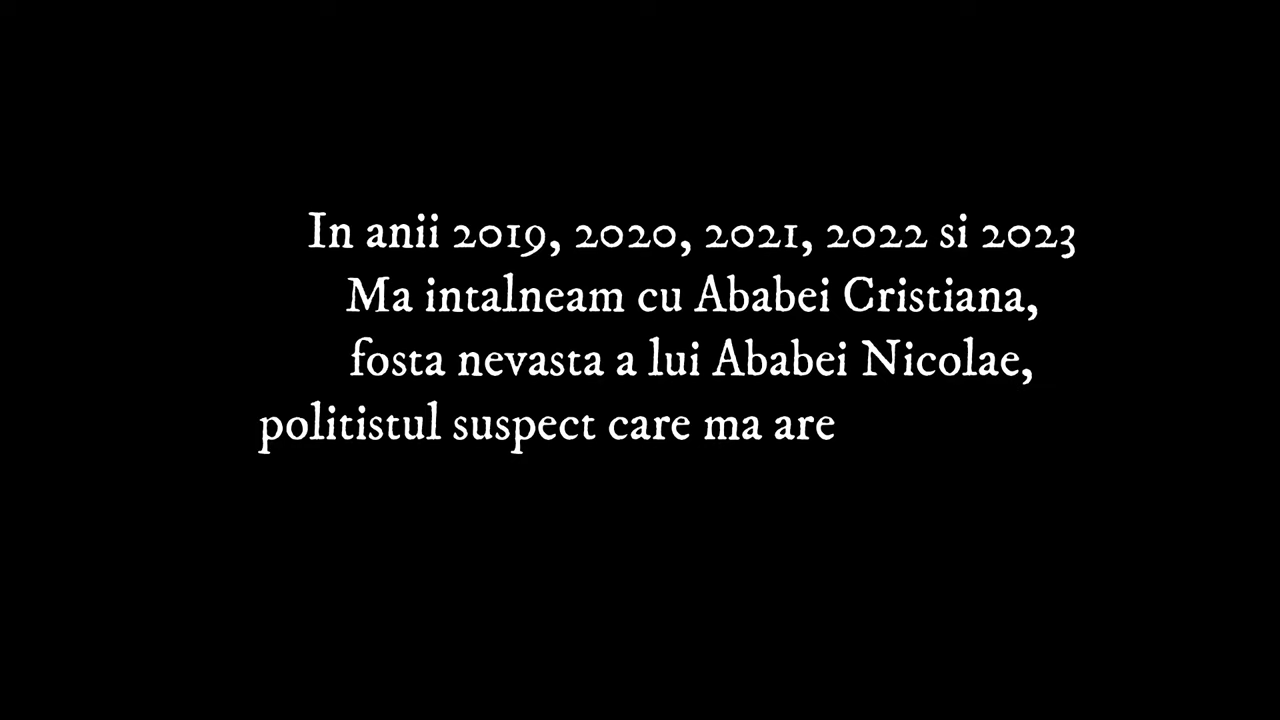 In anii 2019, 2020, 2021, 2022 si 2023
Ma intalneam cu Ababei Cristiana,
fosta nevasta a lui Ababei Nicolae,
politistul suspect care ma are